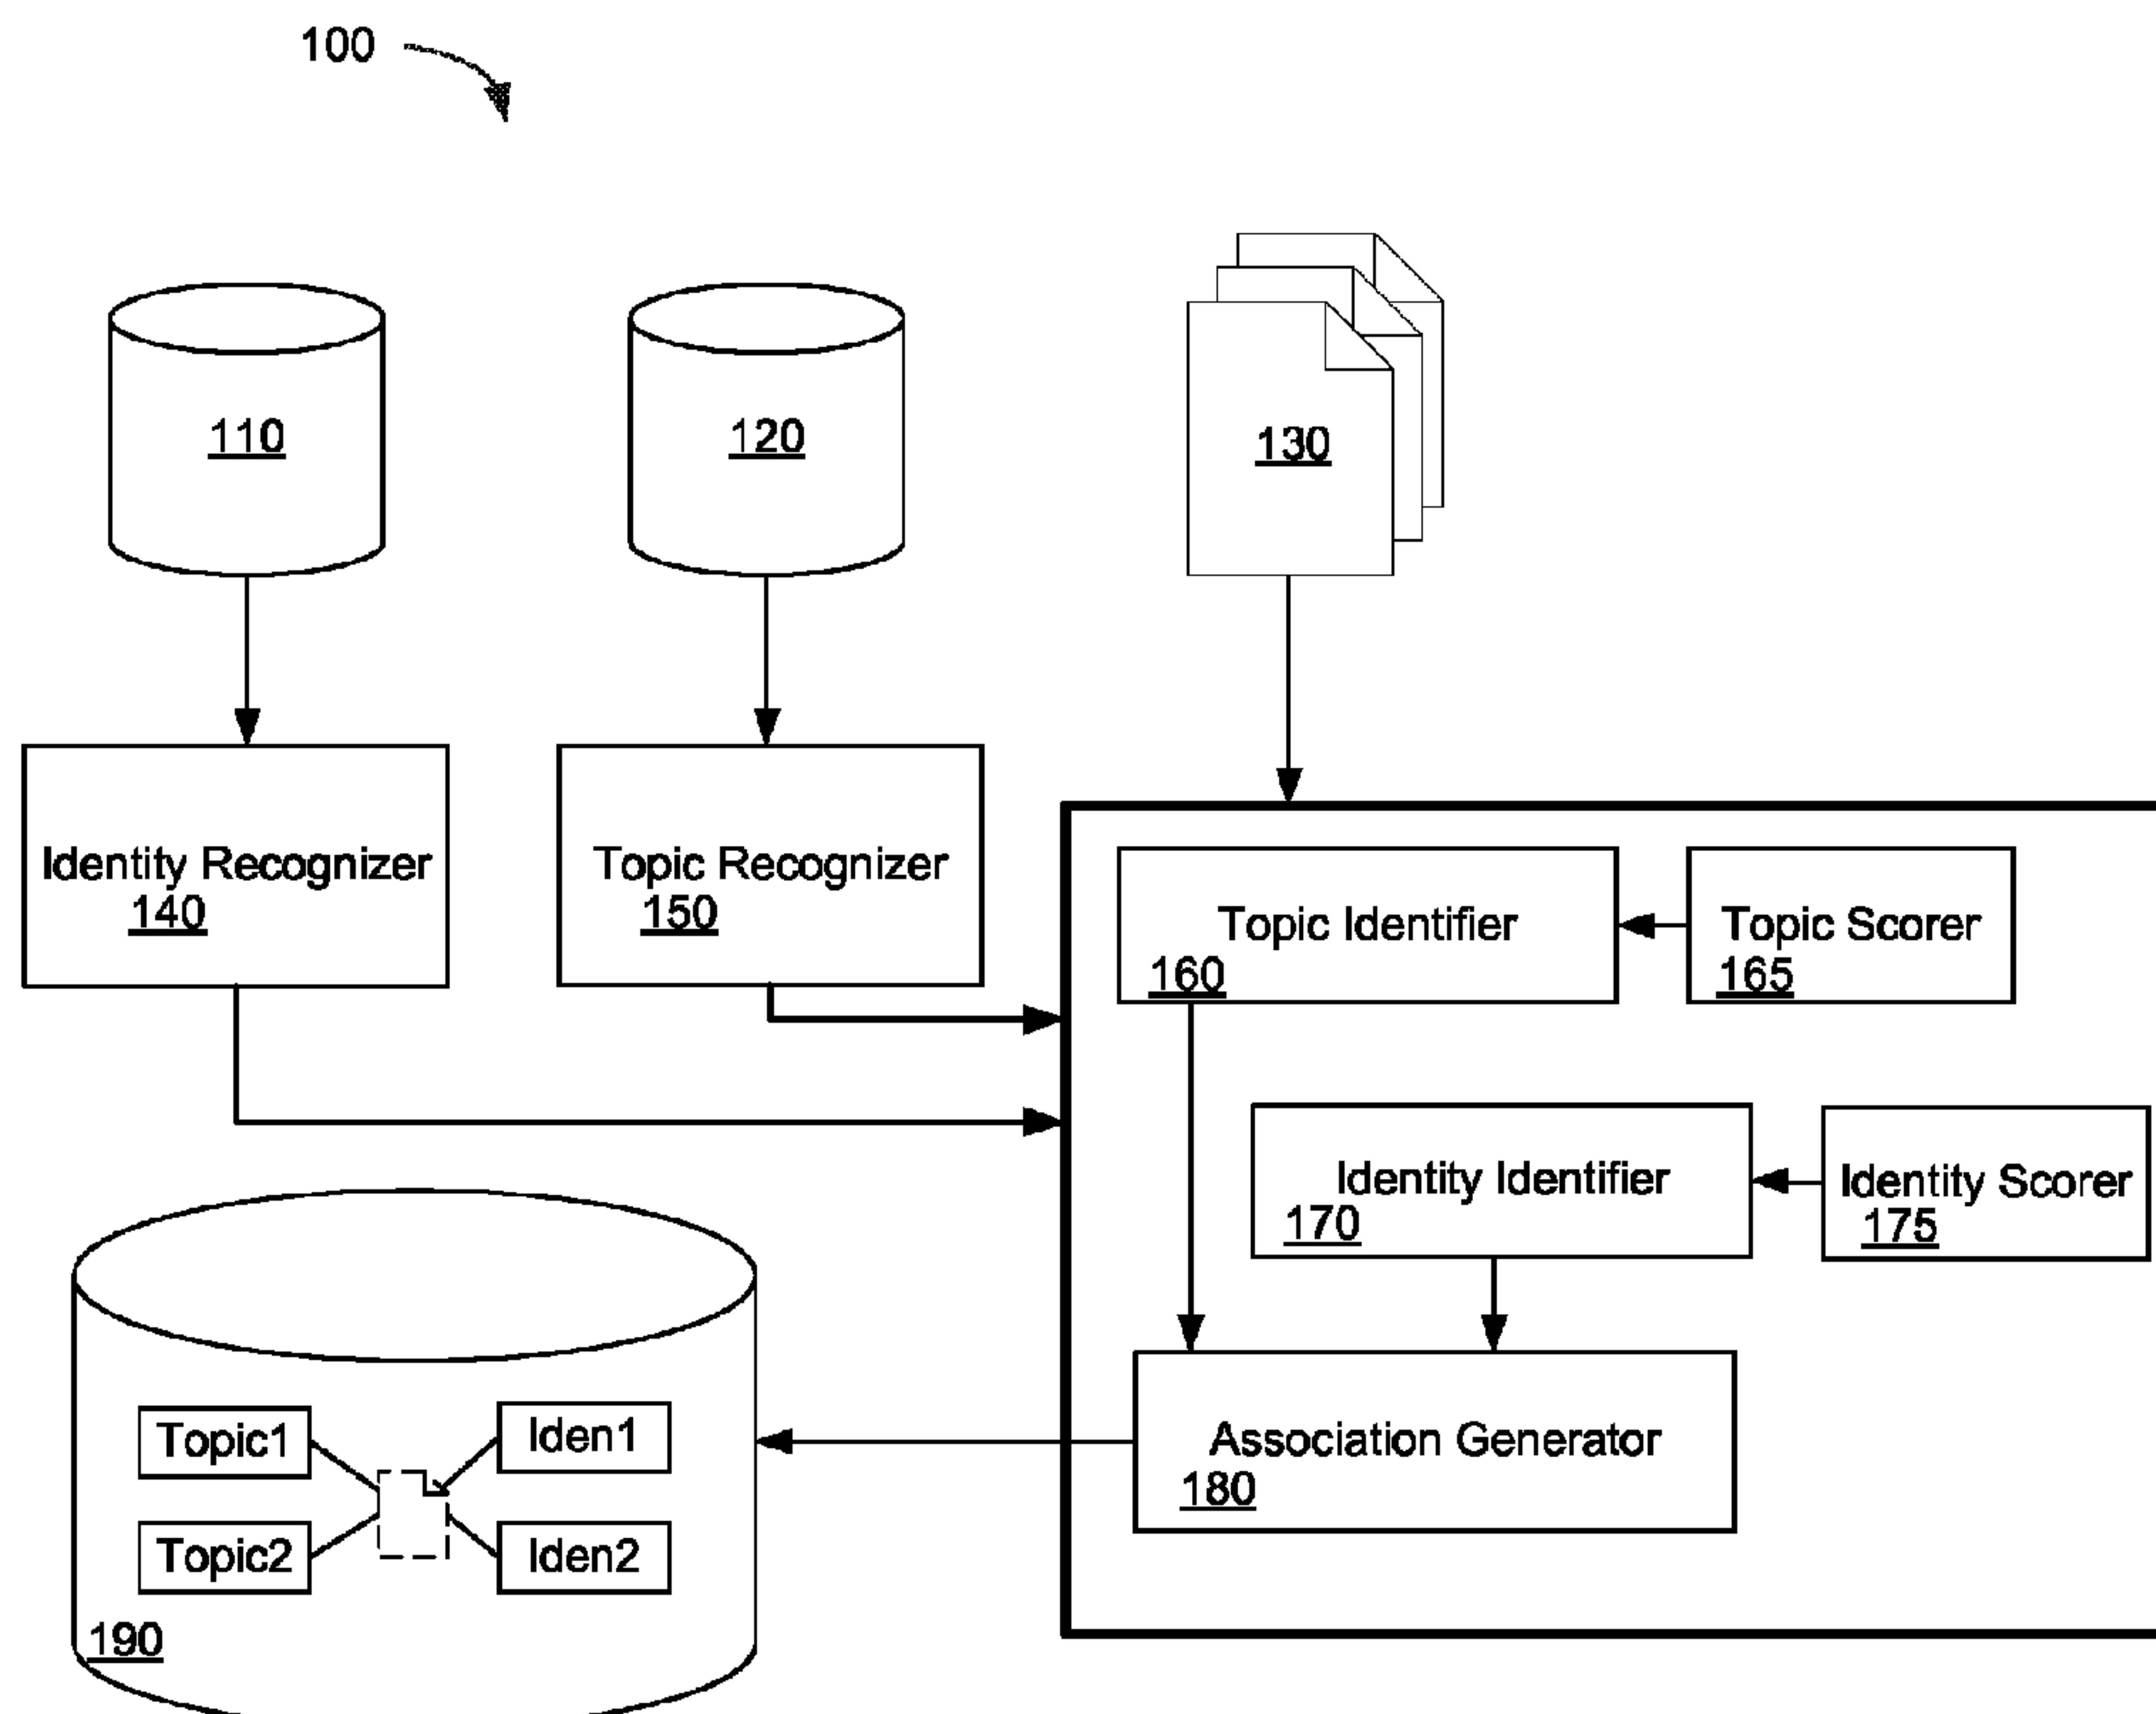 100
110
120
130
Identity Recognizer
140
Topic Recognizer
150
Topic Identifier
160
Topic Scorer
165
Identity Identifier
170
Identity Scorer
175
Association Generator
180
Topic1
Iden1
Topic2
Iden2
190